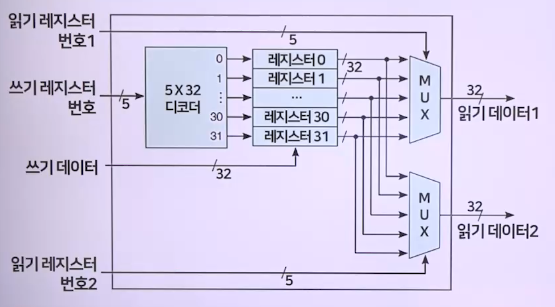 읽기 레지스터
번호1
5
쓰기 레지스터
번호
5
5 X 32
디코더
0
1
⋮
30
31
레지스터 0
레지스터 1
…
레지스터 30
레지스터 31
32
M
U
X
32
읽기 데이터1
쓰기 데이터
32
M
U
X
32
읽기 데이터2
읽기 레지스터
번호2
5